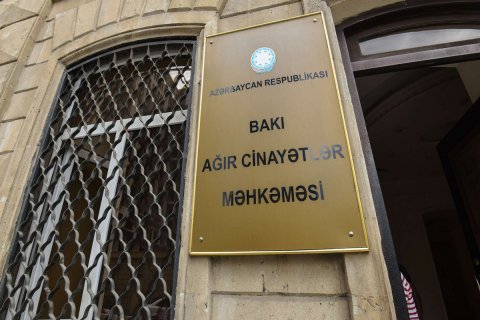 AZƏRBAYCAN RESPUBLİKASI
BAKI
AĞIR CİNAYƏTLƏR
MƏHKƏMƏSİ